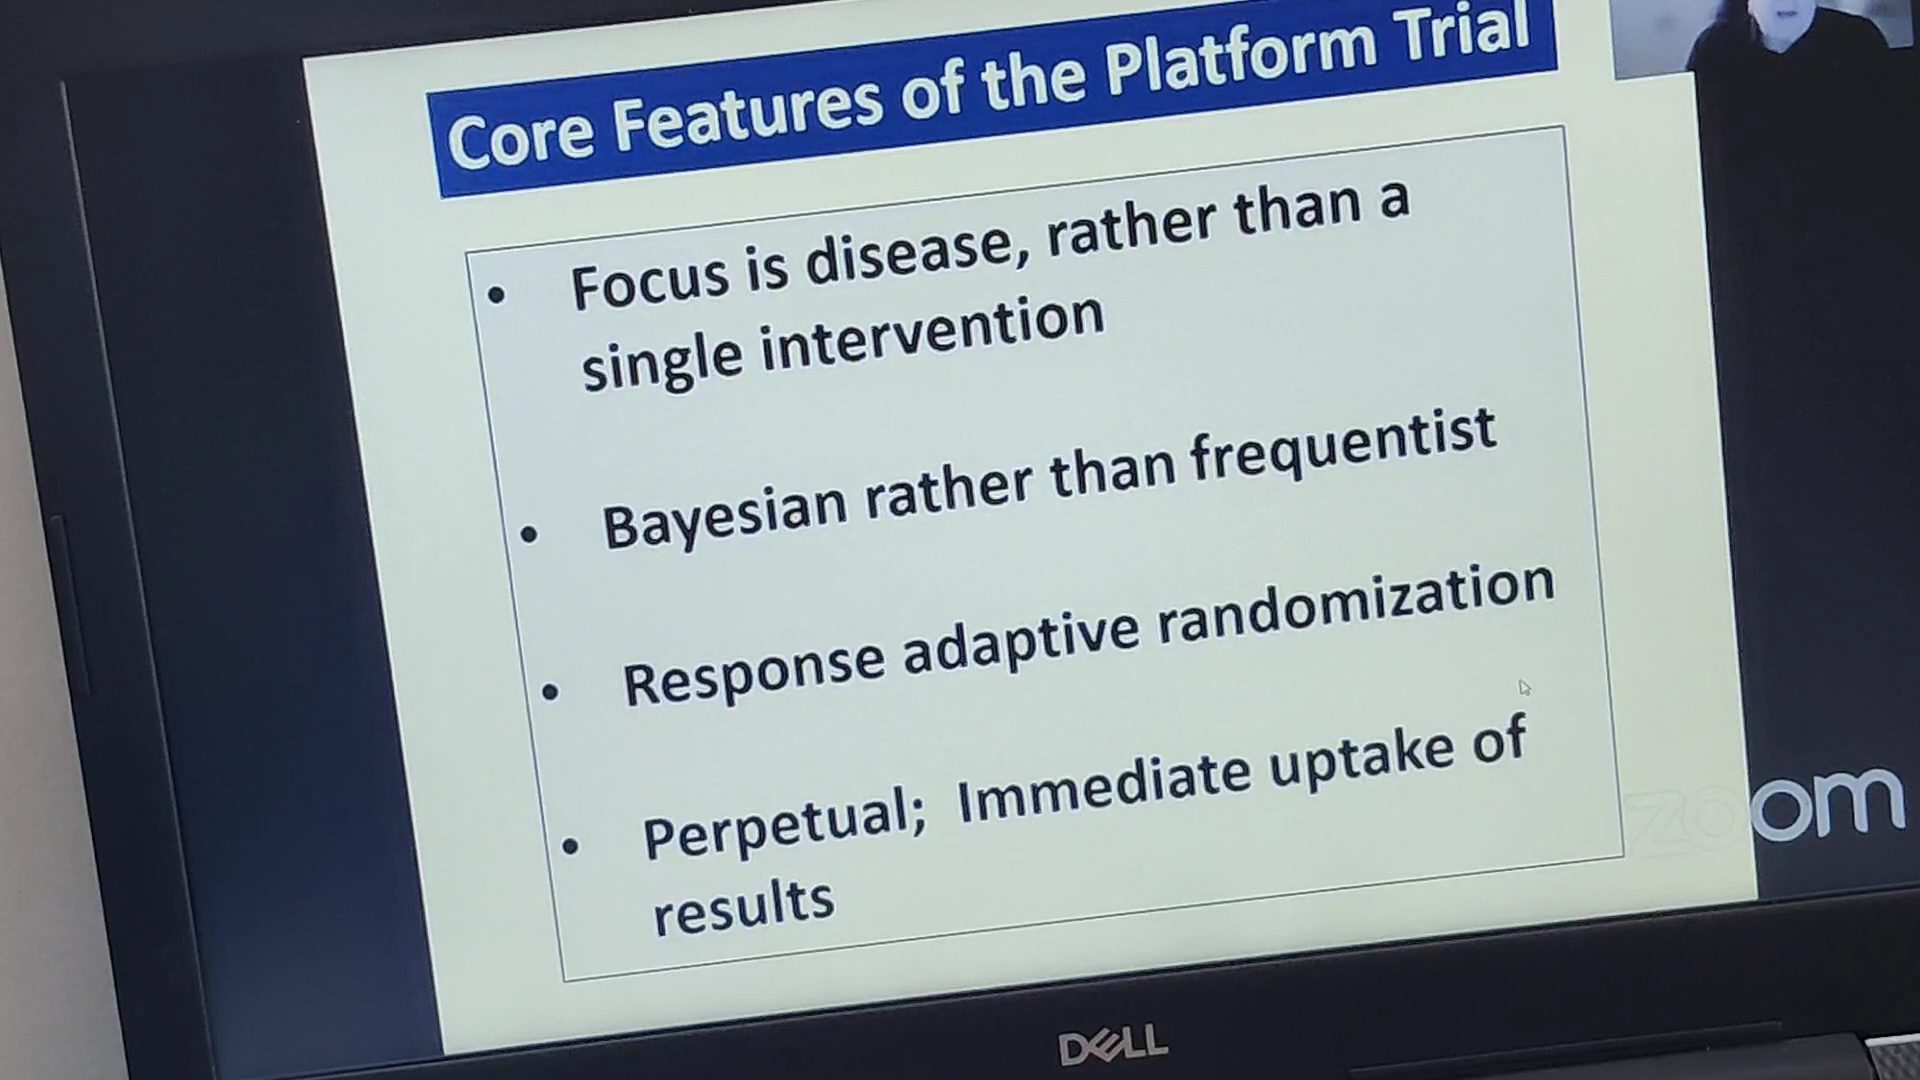 Core Features of the Platform Trial
• Focus is disease, rather than a
single intervention
• Bayesian rather than frequentist
• Response adaptive randomization
• Perpetual; Immediate uptake of
results
zoom
DELL